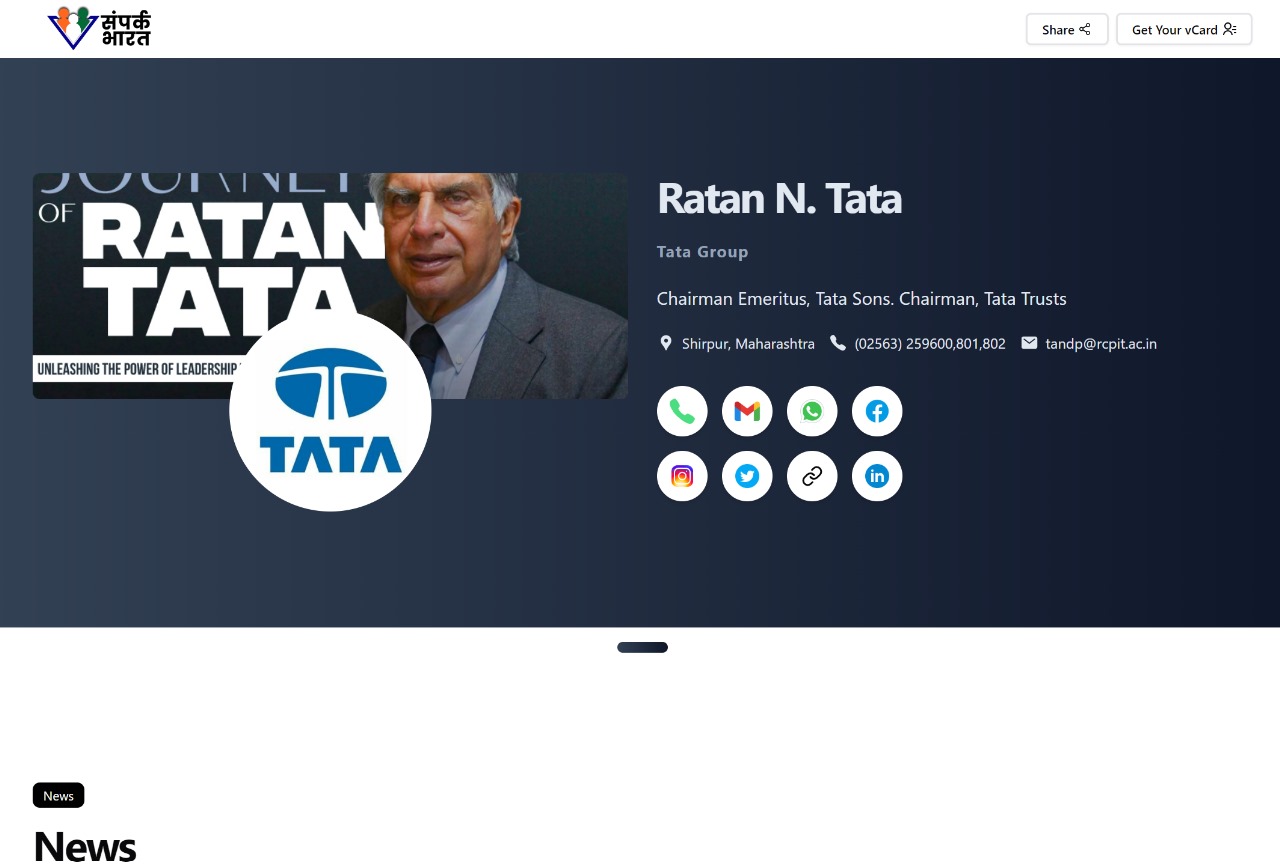 संपर्क
भारत
Share
Get Your vCard
JOURNEY
OF RATAN
TATA
UNLEASHING THE POWER OF LEADERSHIP
TATA
Ratan N. Tata
Tata Group
Chairman Emeritus, Tata Sons. Chairman, Tata Trusts
Shirpur, Maharashtra (02563) 259600,801,802 tandp@rcpit.ac.in
News
News